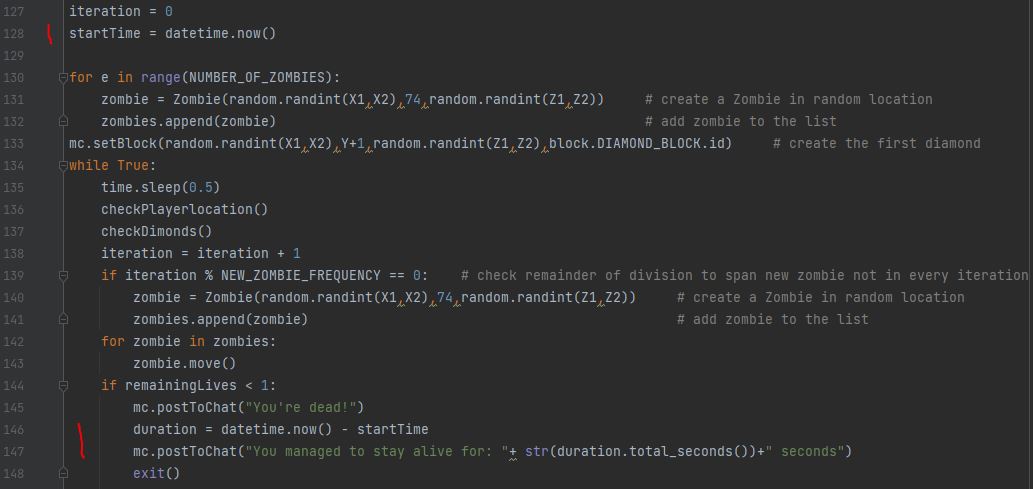 127 iteration = 0
128 startTime = datetime.now()
129
130 for e in range(NUMBER_OF_ZOMBIES):
131     zombie = Zombie(random.randint(X1,X2),74,random.randint(Z1,Z2))     # create a Zombie in random location
132     zombies.append(zombie)                                              # add zombie to the list
133 mc.setBlock(random.randint(X1,X2),Y+1,random.randint(Z1,Z2),block.DIAMOND_BLOCK.id)     # create the first diamond
134 while True:
135     time.sleep(0.5)
136     checkPlayerlocation()
137     checkDimonds()
138     iteration = iteration + 1
139     if iteration % NEW_ZOMBIE_FREQUENCY == 0:    # check remainder of division to span new zombie not in every iteration
140         zombie = Zombie(random.randint(X1,X2),74,random.randint(Z1,Z2))     # create a Zombie in random location
141         zombies.append(zombie)                                              # add zombie to the list
142     for zombie in zombies:
143         zombie.move()
144     if remainingLives < 1:
145         mc.postToChat("You're dead!")
146         duration = datetime.now() - startTime
147         mc.postToChat("You managed to stay alive for: "+ str(duration.total_seconds())+" seconds")
148         exit()